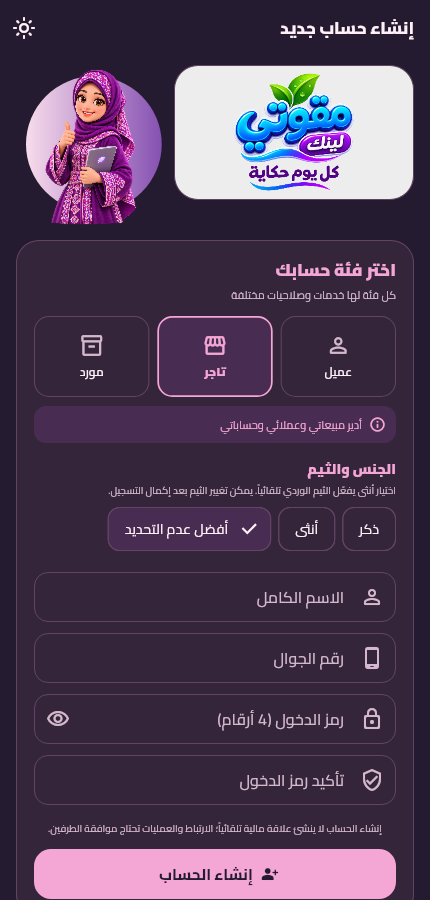 إنشاء حساب جديد
مقوتي
لينك
كل يوم حكاية
اختر فئة حسابك
كل فئة لها خدمات وصلاحيات مختلفة
عميل
تاجر
مورد
أدير مبيعاتي وعملائي وحساباتي
الجنس والثيم
اختيار أنثى يفعّل الثيم الوردي تلقائياً. يمكن تغيير الثيم بعد إكمال التسجيل.
ذكر
أنثى
أفضل عدم التحديد
الاسم الكامل
رقم الجوال
رمز الدخول (4 أرقام)
تأكيد رمز الدخول
إنشاء الحساب لا ينشئ علاقة مالية تلقائياً؛ الارتباط والعمليات تحتاج موافقة الطرفين.
إنشاء الحساب